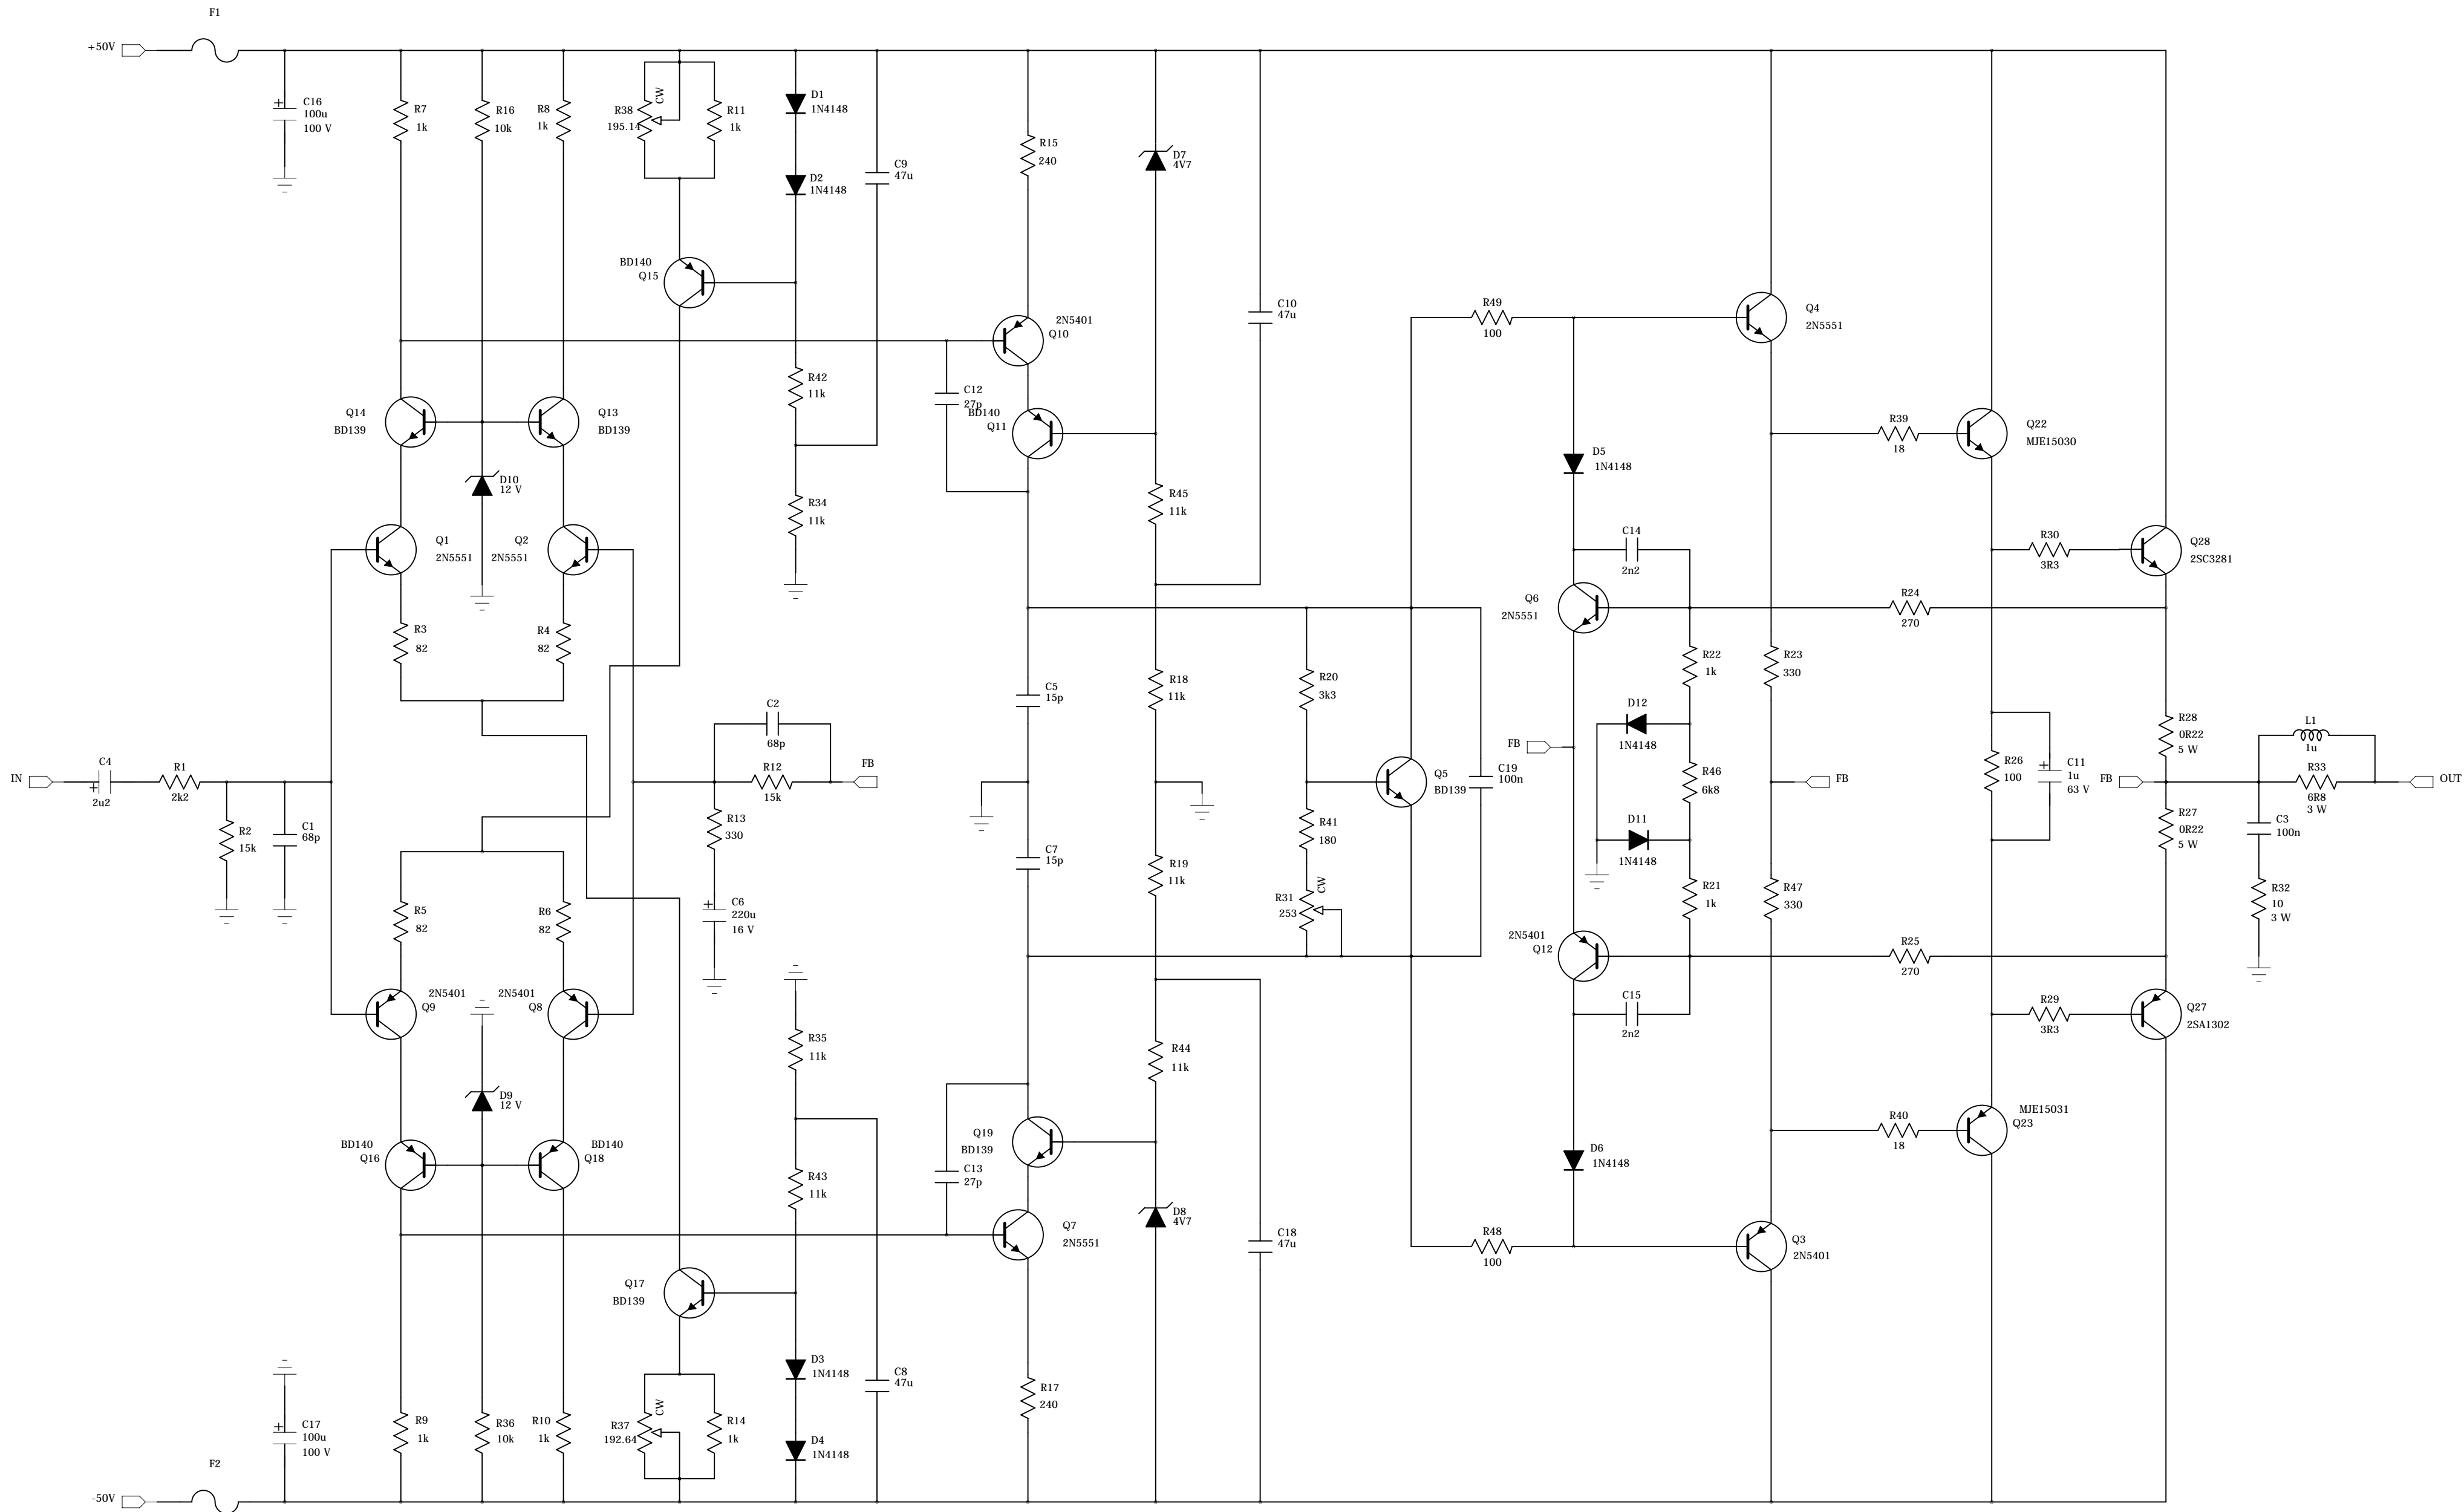 F1
+50V
C16
100u
100 V
R7
1k
R16
10k
R8
1k
R38
195.14
CW
R11
1k
D1
1N4148
D2
1N4148
C9
47u
R15
240
D7
4V7
BD140
Q15
2N5401
Q10
C10
47u
R49
100
Q4
2N5551
R42
11k
C12
27p
BD140
Q11
Q14
BD139
Q13
BD139
R39
18
Q22
MJE15030
D10
12 V
D5
1N4148
R34
11k
R45
11k
Q1
2N5551
Q2
2N5551
C14
2n2
R30
3R3
Q28
2SC3281
Q6
2N5551
R24
270
R3
82
R4
82
R22
1k
R23
330
R18
11k
R20
3k3
C5
15p
C2
68p
D12
1N4148
R28
0R22
5 W
L1
1u
FB
IN
C4
2u2
R1
2k2
R12
15k
FB
Q5
BD139
C19
100n
R46
6k8
FB
R26
100
C11
1u
63 V
FB
R33
6R8
3 W
OUT
R2
15k
C1
68p
R13
330
R41
180
D11
1N4148
R27
0R22
5 W
C3
100n
C7
15p
R19
11k
R31
253
CW
R21
1k
R47
330
R32
10
3 W
R5
82
R6
82
C6
220u
16 V
2N5401
Q12
R25
270
2N5401
Q9
2N5401
Q8
C15
2n2
R29
3R3
Q27
2SA1302
R35
11k
R44
11k
D9
12 V
Q19
BD139
MJE15031
Q23
R40
18
BD140
Q16
BD140
Q18
R43
11k
C13
27p
D6
1N4148
Q7
2N5551
D8
4V7
C18
47u
R48
100
Q3
2N5401
Q17
BD139
D3
1N4148
C8
47u
R17
240
C17
100u
100 V
R9
1k
R36
10k
R10
1k
R37
192.64
CW
R14
1k
D4
1N4148
F2
-50V